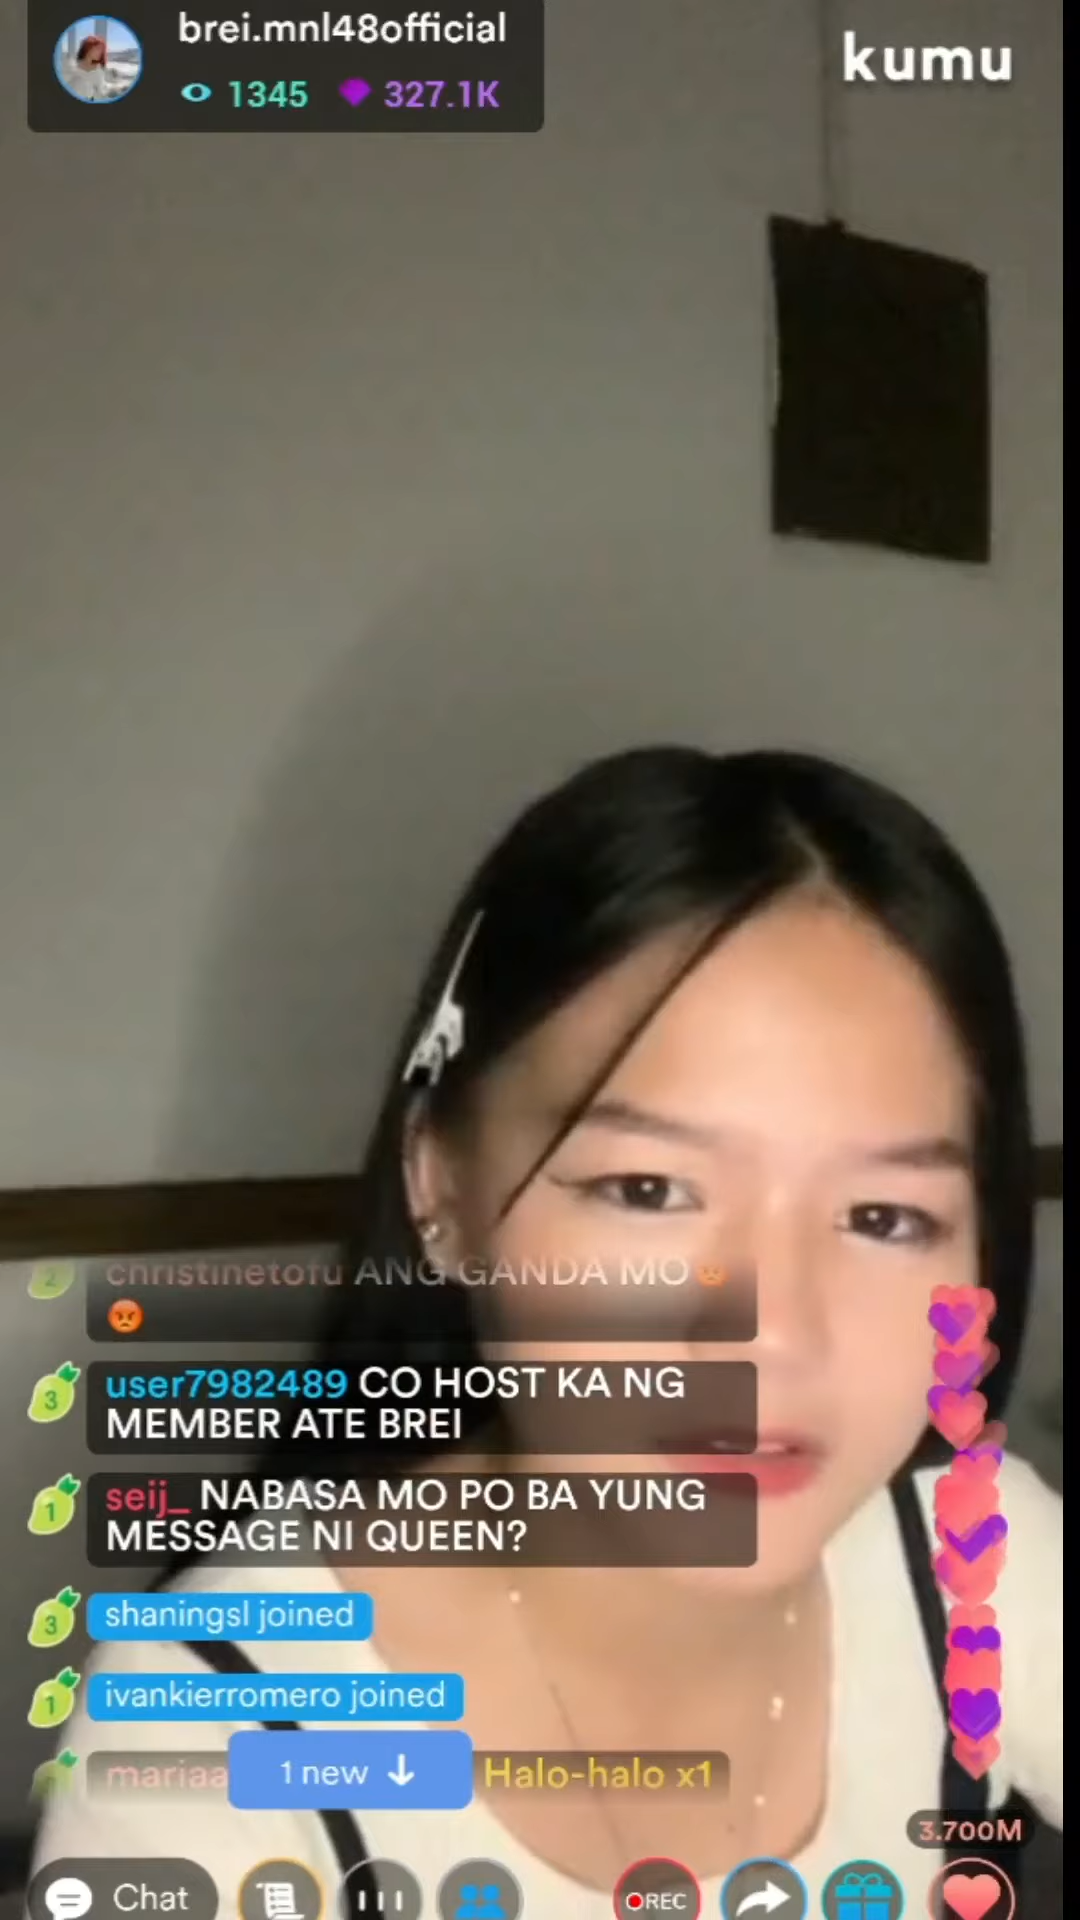 brei.mnl48official
kumu
1345 327.1K
christinetofu ANG GANDA MO
user7982489 CO HOST KA NG
MEMBER ATE BREI
seij_ NABASA MO PO BA YUNG
MESSAGE NI QUEEN?
shaningsl joined
ivankierromero joined
mariaa 1 new Halo-halo x1
3.700M
Chat
REC